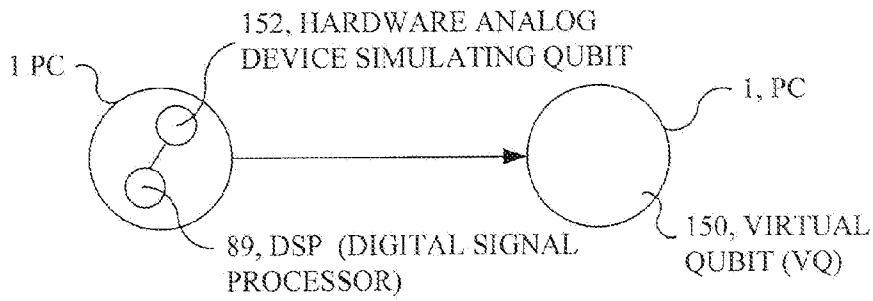 152, HARDWARE ANALOG
DEVICE SIMULATING QUBIT
1 PC
1, PC
89, DSP (DIGITAL SIGNAL
PROCESSOR)
150, VIRTUAL
QUBIT (VQ)